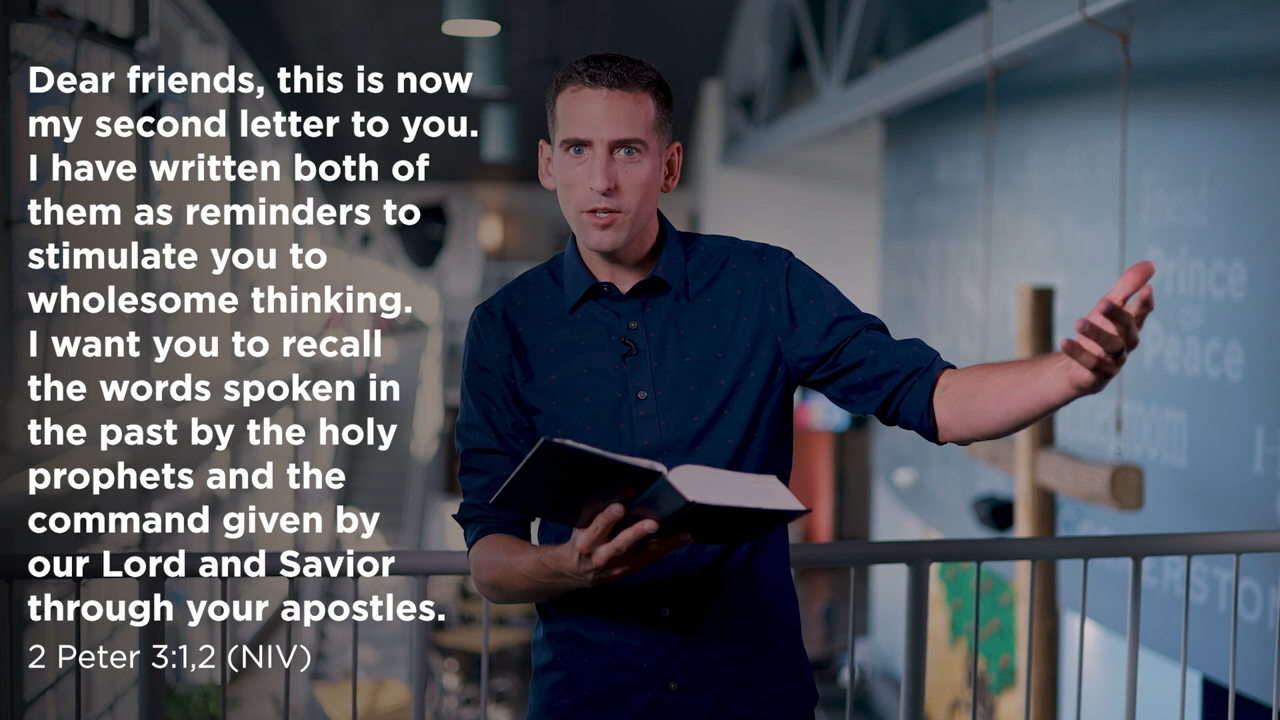 Dear friends, this is now
my second letter to you.
I have written both of
them as reminders to
stimulate you to
wholesome thinking.
I want you to recall
the words spoken in
the past by the holy
prophets and the
command given by
our Lord and Savior
through your apostles.
2 Peter 3:1,2 (NIV)
Prince
OF
Peace